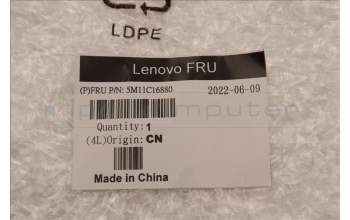 LDPE
Lenovo FRU
(P)FRU P/N: 5M11C16880 2022-06-09
Quantity: 1
(4L)Origin: CN
Made in China